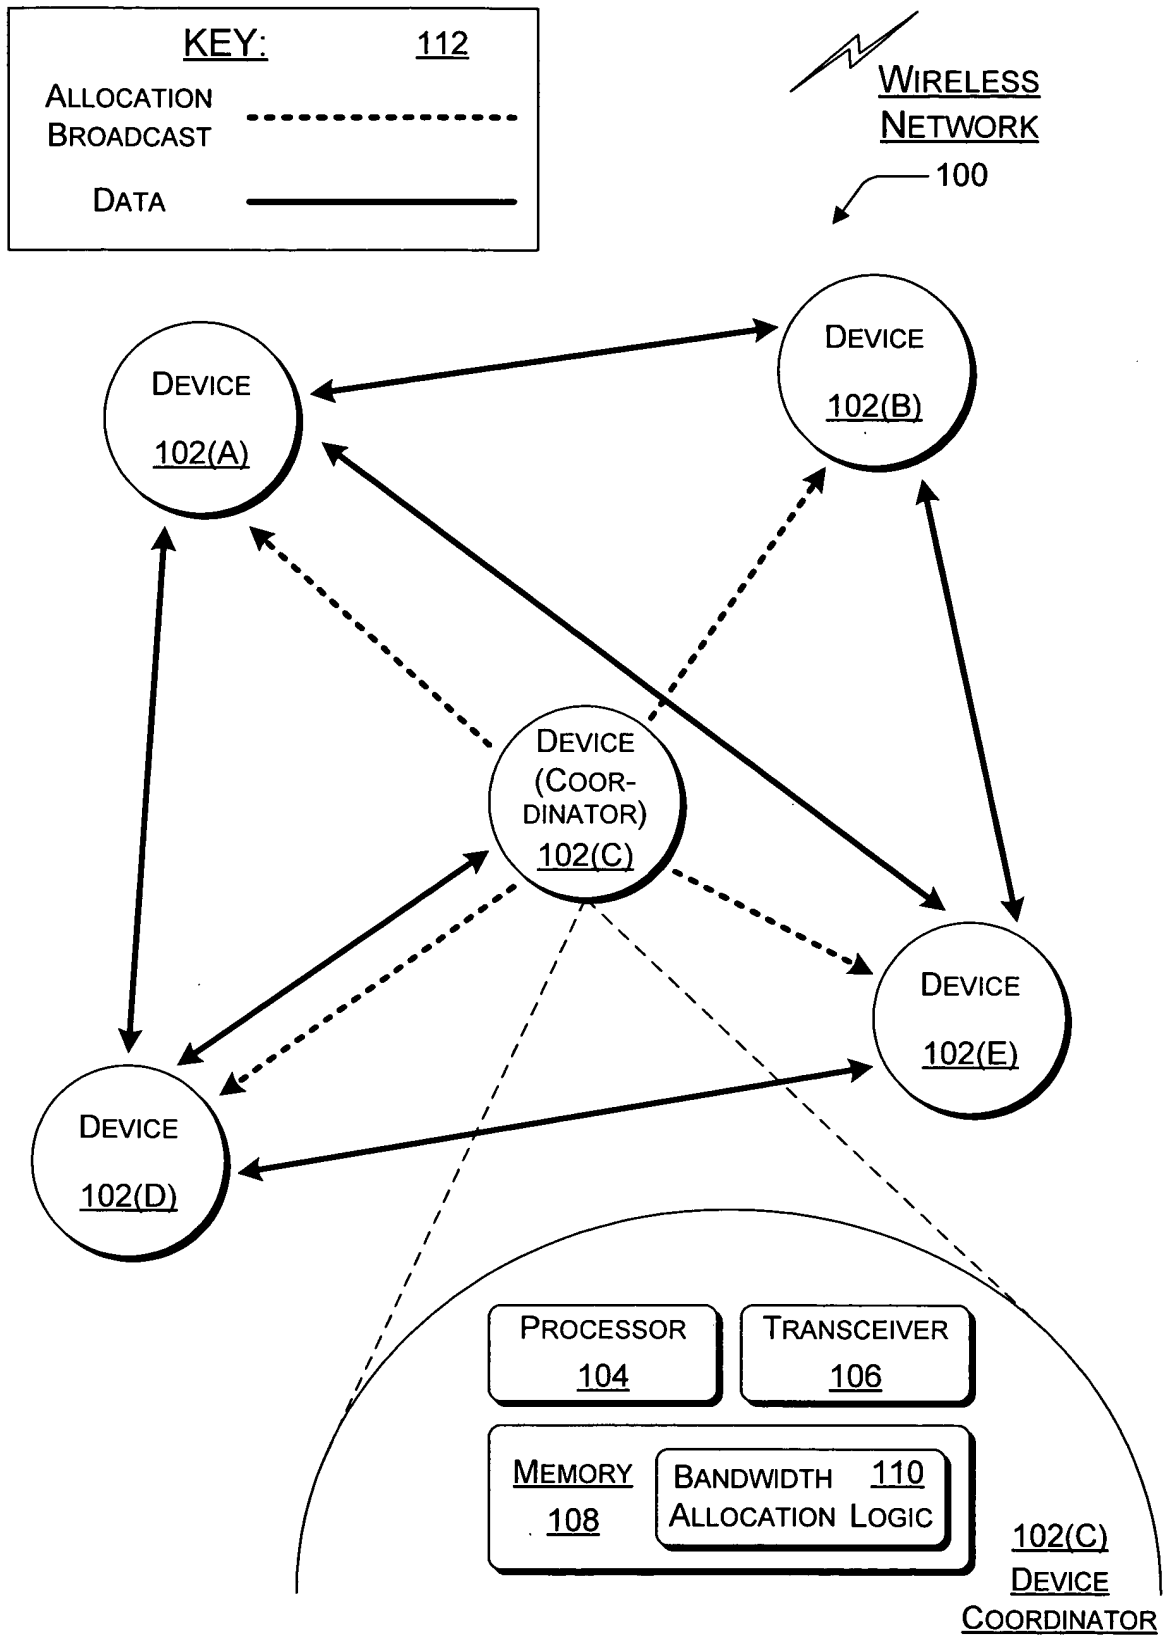 KEY: 112
ALLOCATION
BROADCAST
DATA
WIRELESS
NETWORK
100
DEVICE
102(A)
DEVICE
102(B)
DEVICE
(COOR-
DINATOR)
102(C)
DEVICE
102(E)
DEVICE
102(D)
PROCESSOR
104
TRANSCEIVER
106
MEMORY
108
BANDWIDTH 110
ALLOCATION LOGIC
102(C)
DEVICE
COORDINATOR